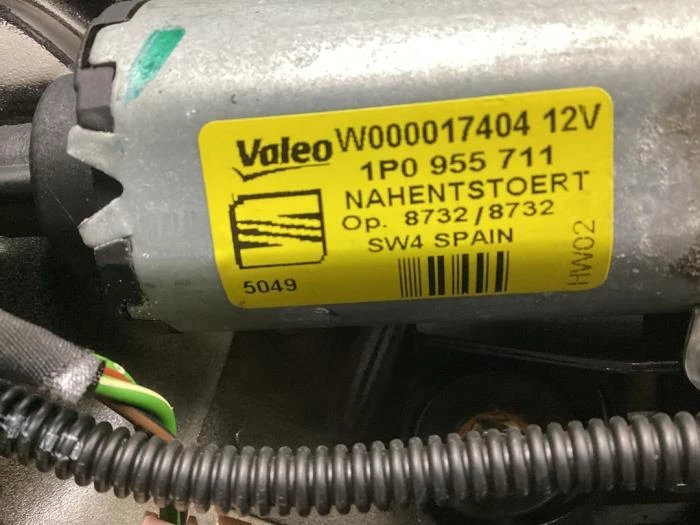 Valeo W000017404 12V
1P0 955 711
NAHENTSTOERT
Op. 8732/8732
SW4 SPAIN
5049
HW02